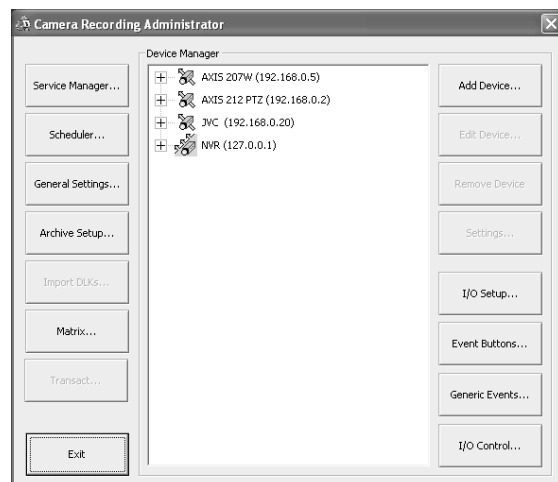 Camera Recording Administrator
Device Manager
Service Manager...
Scheduler...
General Settings...
Archive Setup...
Import DLKs...
Matrix...
Transact...
Exit
AXIS 207W (192.168.0.5)
AXIS 212 PTZ (192.168.0.2)
JVC (192.168.0.20)
NVR (127.0.0.1)
Add Device...
Edit Device...
Remove Device
Settings...
I/O Setup...
Event Buttons...
Generic Events...
I/O Control...